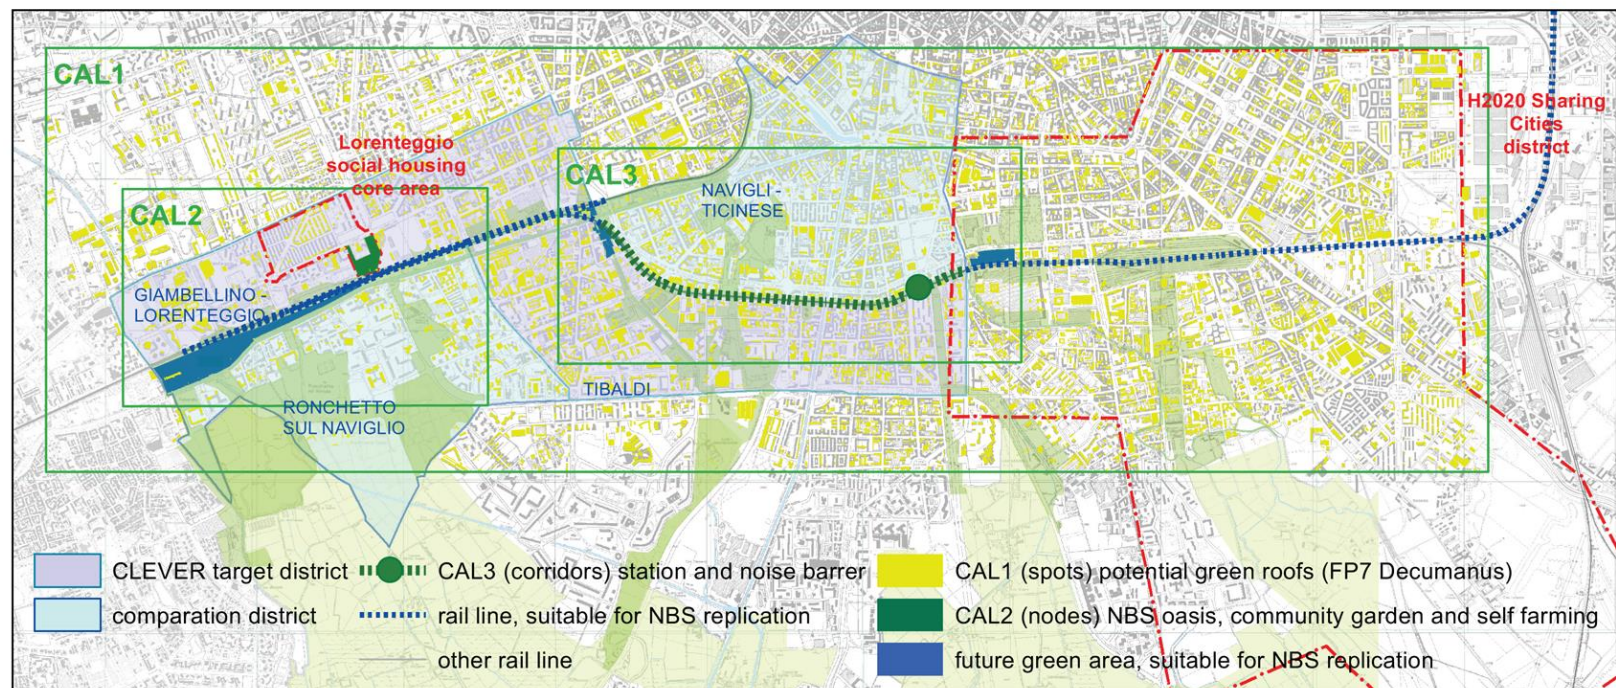 CAL1
H2020 Sharing
Cities
district
Lorenteggio
social housing
core area
CAL3
CAL2
NAVIGLI -
TICINESE
GIAMBELLINO -
LORENTEGGIO
TIBALDI
RONCHETTO
SUL NAVIGLIO
CLEVER target district
CAL3 (corridors) station and noise barrer
CAL1 (spots) potential green roofs (FP7 Decumanus)
comparation district
rail line, suitable for NBS replication
CAL2 (nodes) NBS oasis, community garden and self farming
other rail line
future green area, suitable for NBS replication